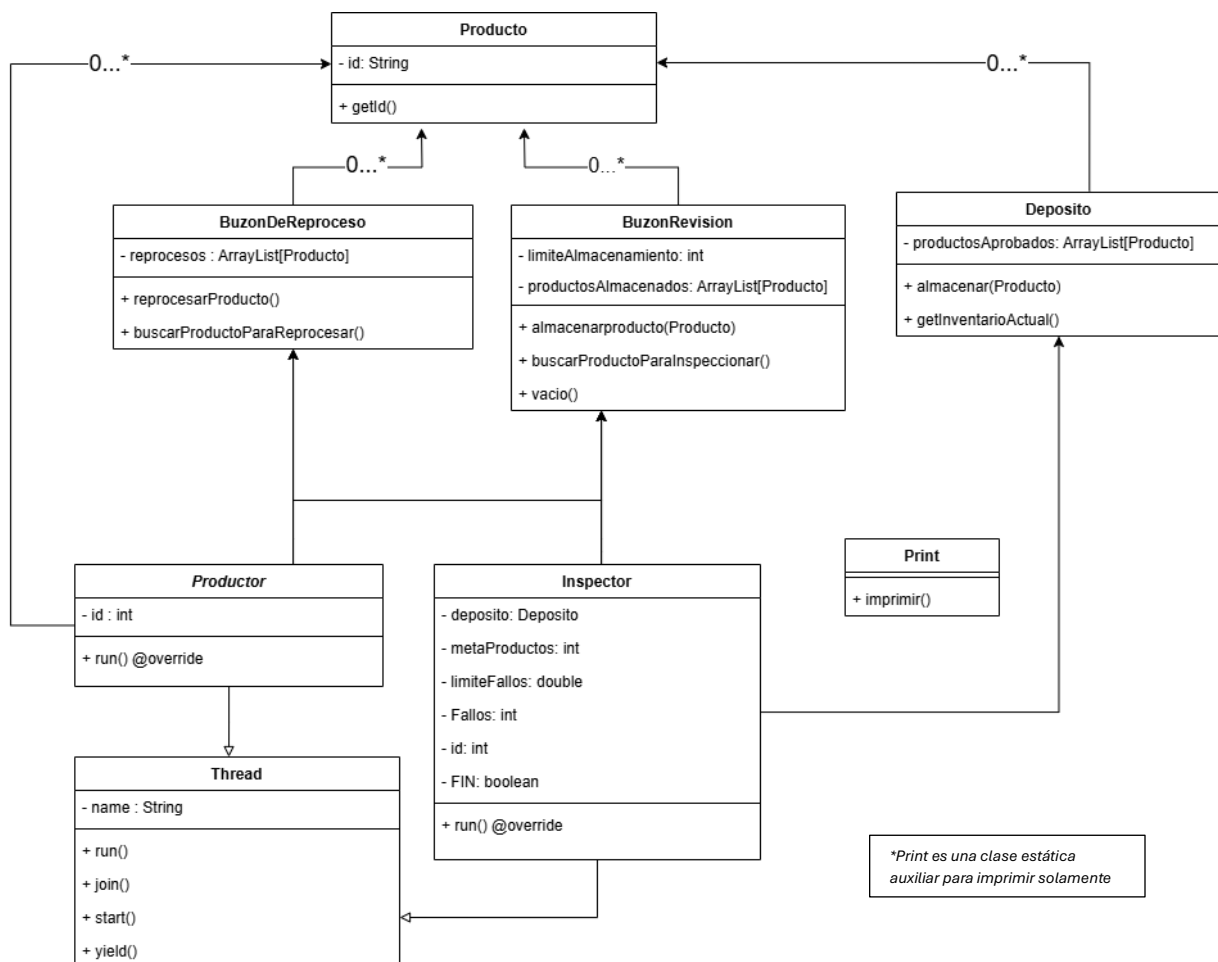 Producto
- id: String
+ getId()
0...*
0...*
0...*
0...*
BuzonDeReproceso
- reprocesos : ArrayList[Producto]
+ reprocesarProducto()
+ buscarProductoParaReprocesar()
BuzonRevision
- limiteAlmacenamiento: int
- productosAlmacenados: ArrayList[Producto]
+ almacenarproducto(Producto)
+ buscarProductoParaInspeccionar()
+ vacio()
Deposito
- productosAprobados: ArrayList[Producto]
+ almacenar(Producto)
+ getInventarioActual()
Productor
- id : int
+ run() @override
Inspector
- deposito: Deposito
- metaProductos: int
- limiteFallos: double
- Fallos: int
- id: int
- FIN: boolean
+ run() @override
Print
+ imprimir()
Thread
- name : String
+ run()
+ join()
+ start()
+ yield()
*Print es una clase estática
auxiliar para imprimir solamente